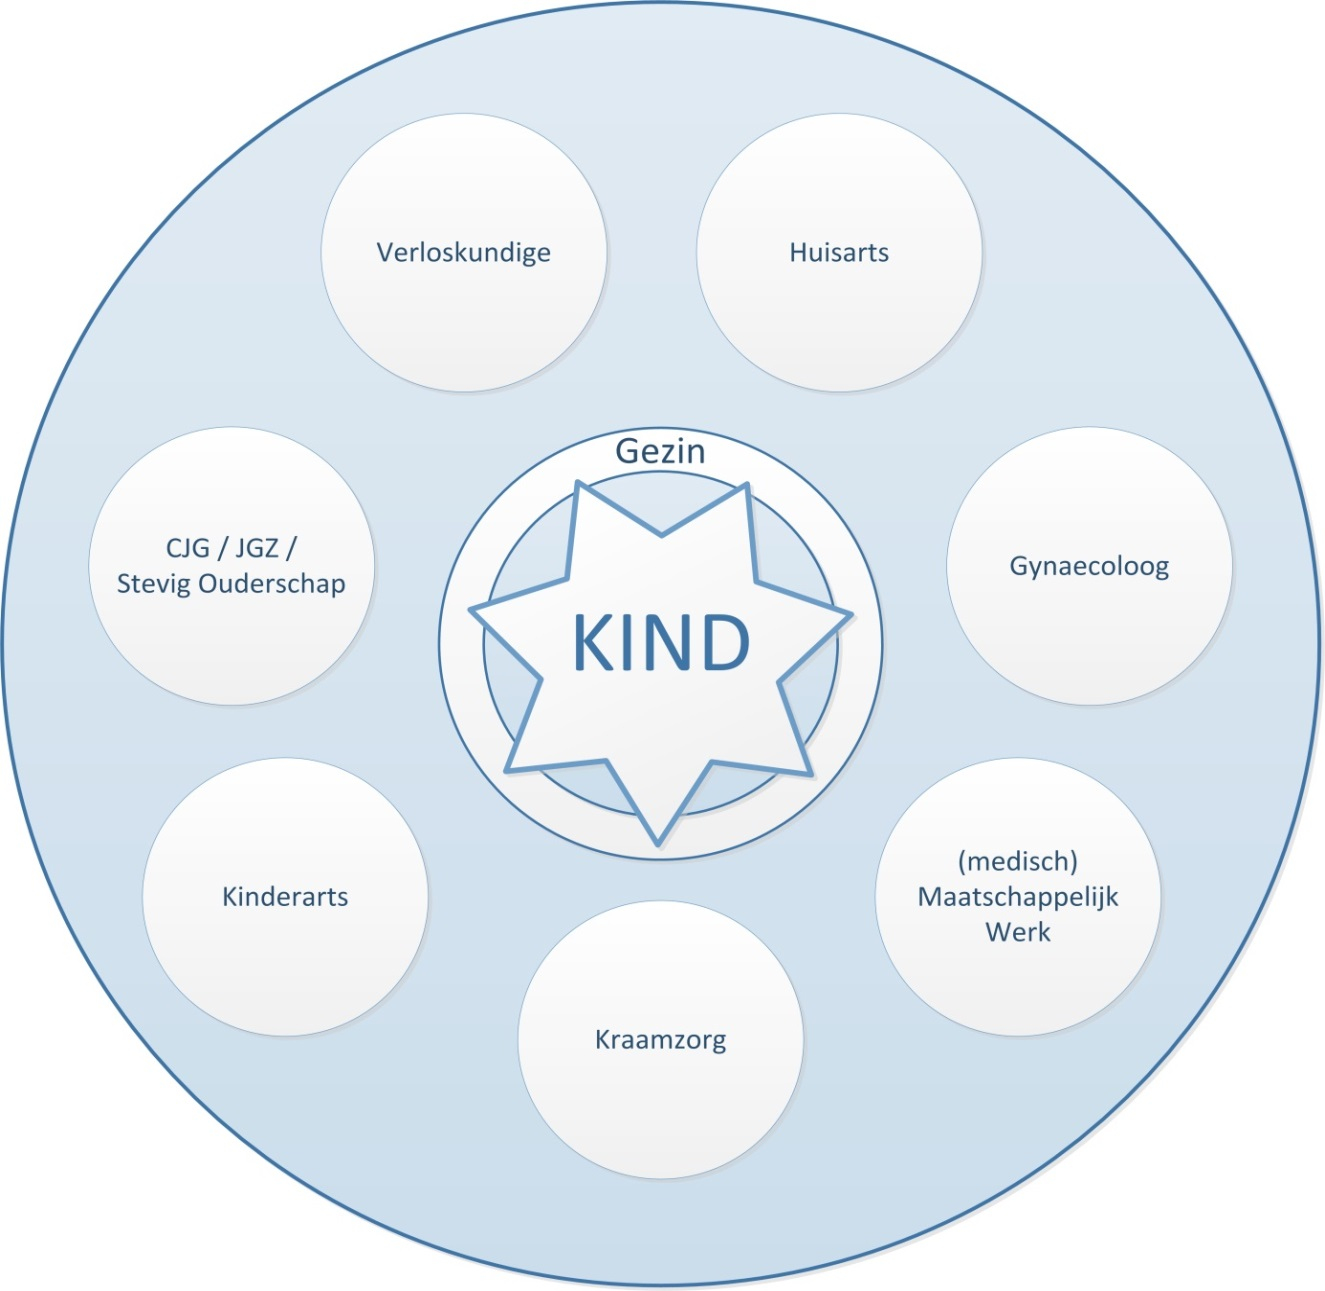 Verloskundige
Huisarts
Gezin
CJG / JGZ /
Stevig Ouderschap
KIND
Gynaecoloog
Kinderarts
(medisch)
Maatschappelijk
Werk
Kraamzorg